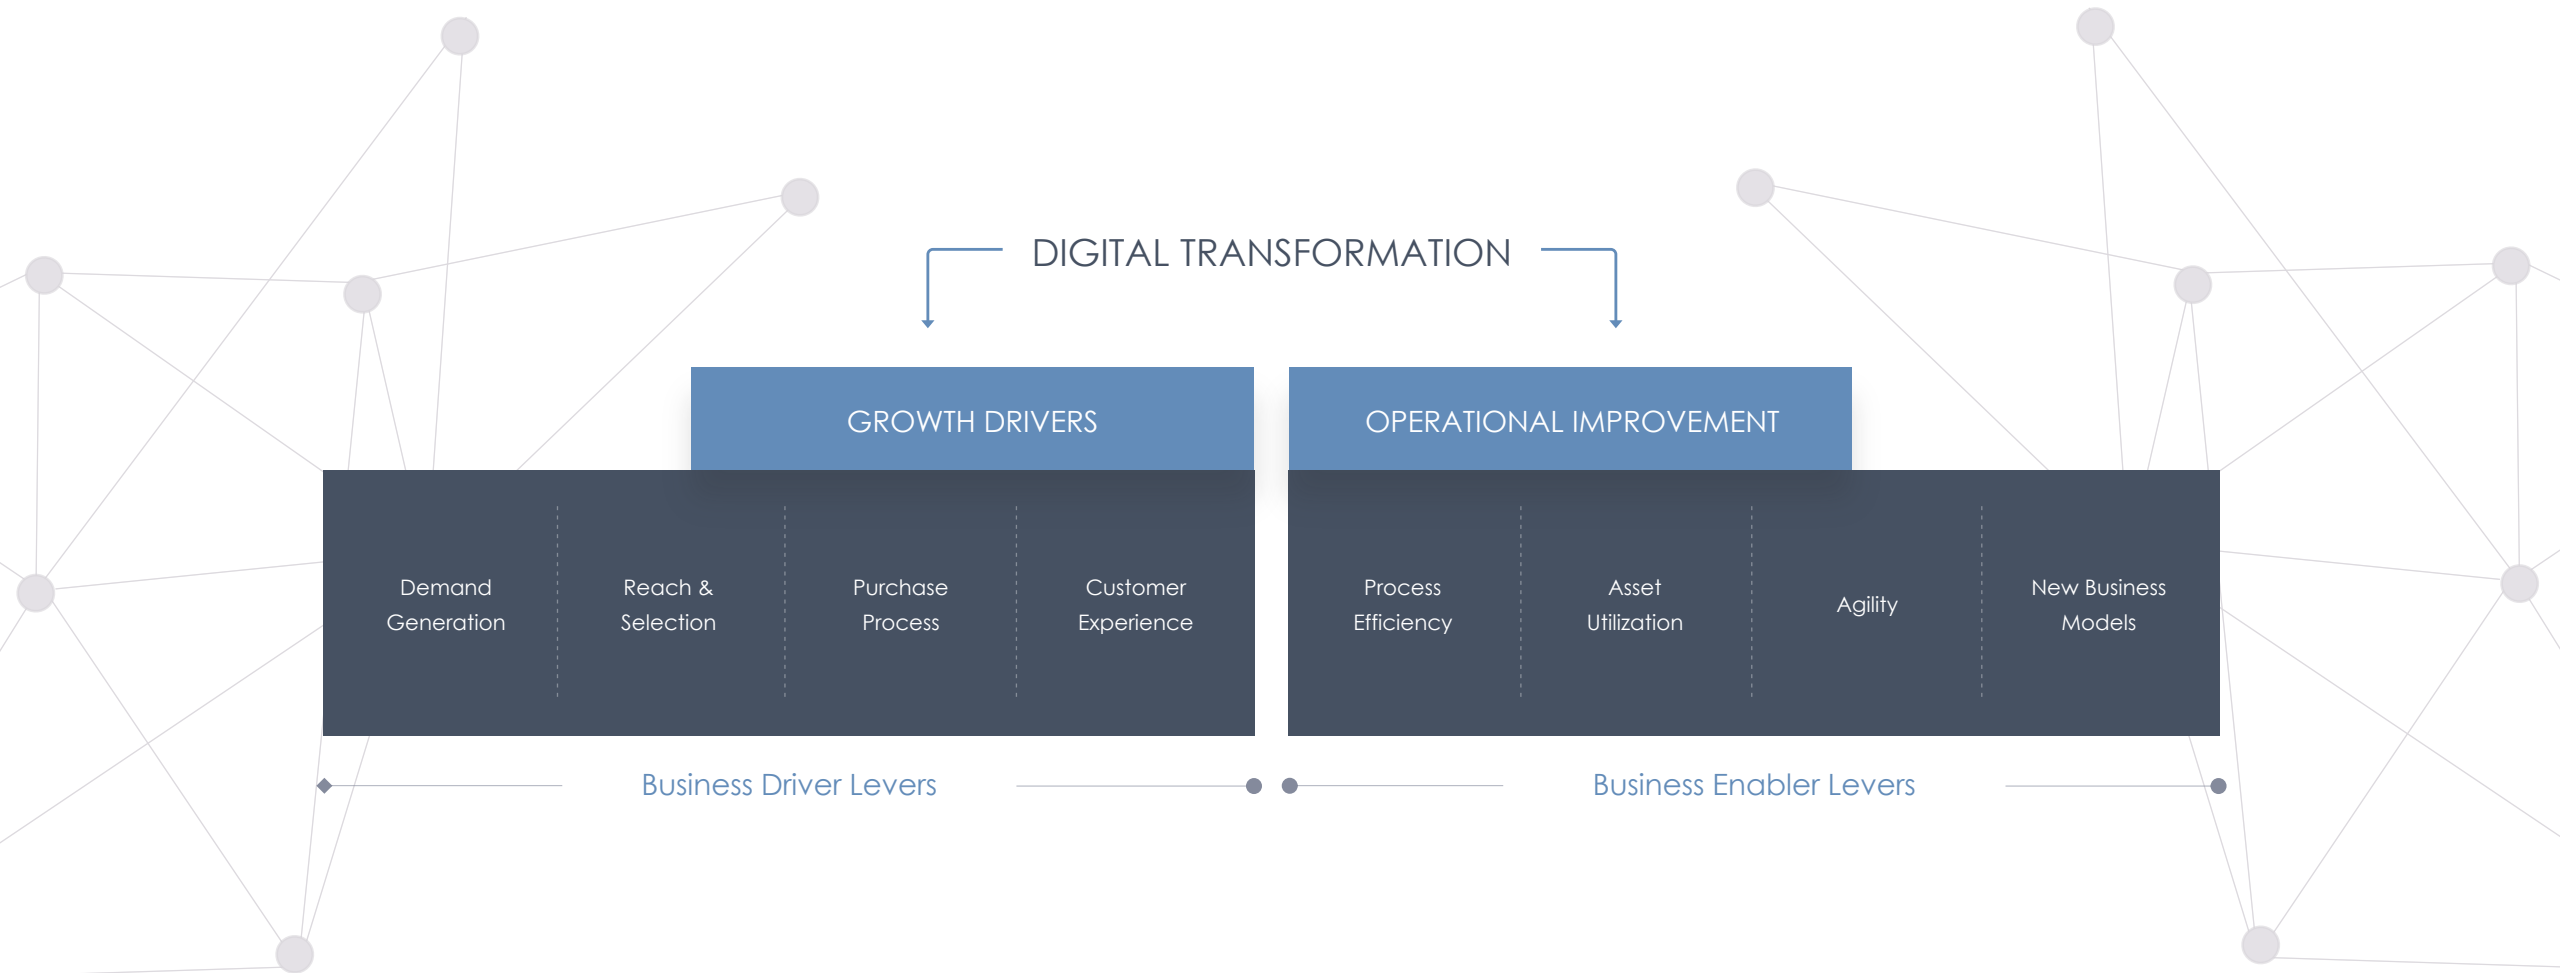 DIGITAL TRANSFORMATION
GROWTH DRIVERS
OPERATIONAL IMPROVEMENT
Demand
Generation
Reach &
Selection
Purchase
Process
Customer
Experience
Process
Efficiency
Asset
Utilization
Agility
New Business
Models
Business Driver Levers
Business Enabler Levers